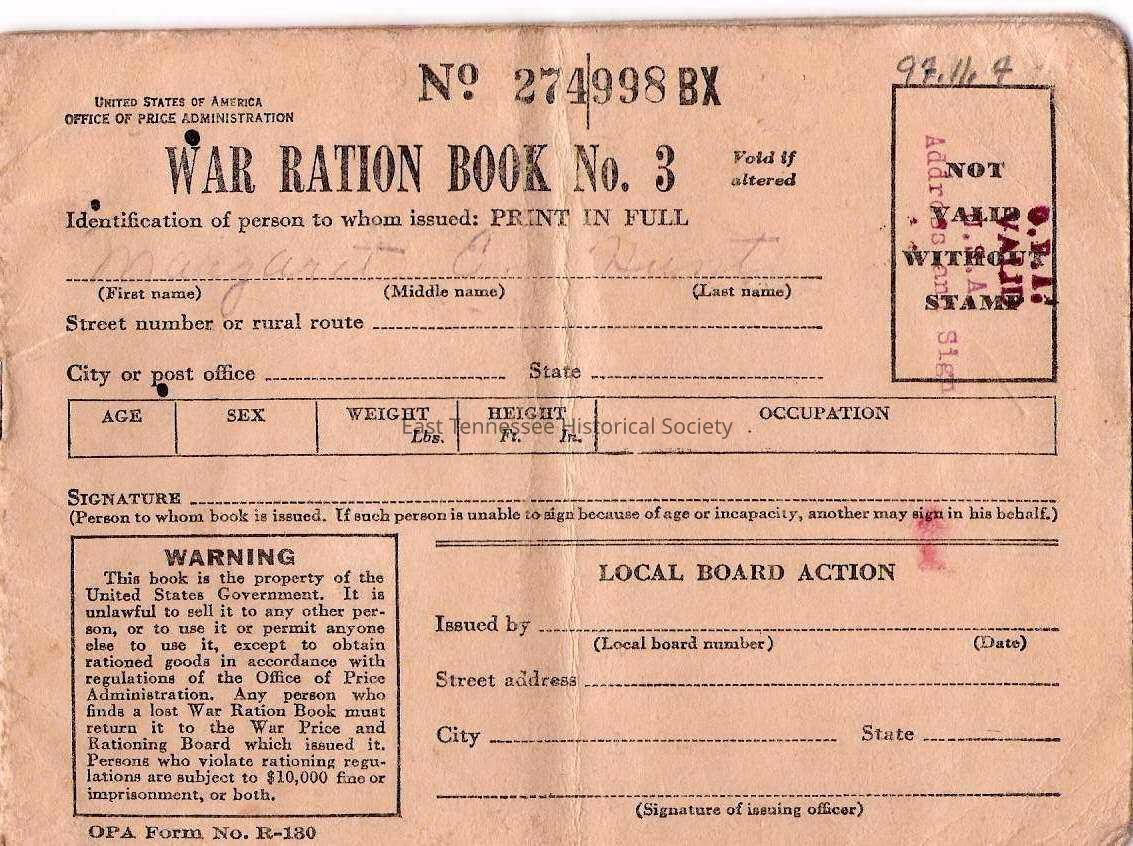 97.11.7
Nº 274998 BX
UNITED STATES OF AMERICA
OFFICE OF PRICE ADMINISTRATION
WAR RATION BOOK No. 3
Void if
altered
NOT
VALID
WITHOUT
STAMP
O.P.A.
VALID
U.S.A.
Address an Sign
Identification of person to whom issued: PRINT IN FULL
Margaret Hunt
(First name) (Middle name) (Last name)
Street number or rural route
City or post office State
AGE SEX WEIGHT HEIGHT OCCUPATION
Lbs. Ft. In.
East Tennessee Historical Society
SIGNATURE
(Person to whom book is issued. If such person is unable to sign because of age or incapacity, another may sign in his behalf.)
WARNING
This book is the property of the
United States Government. It is
unlawful to sell it to any other per-
son, or to use it or permit anyone
else to use it, except to obtain
rationed goods in accordance with
regulations of the Office of Price
Administration. Any person who
finds a lost War Ration Book must
return it to the War Price and
Rationing Board which issued it.
Persons who violate rationing regu-
lations are subject to $10,000 fine or
imprisonment, or both.
OPA Form No. R-130
LOCAL BOARD ACTION
Issued by
(Local board number) (Date)
Street address
City State
(Signature of issuing officer)